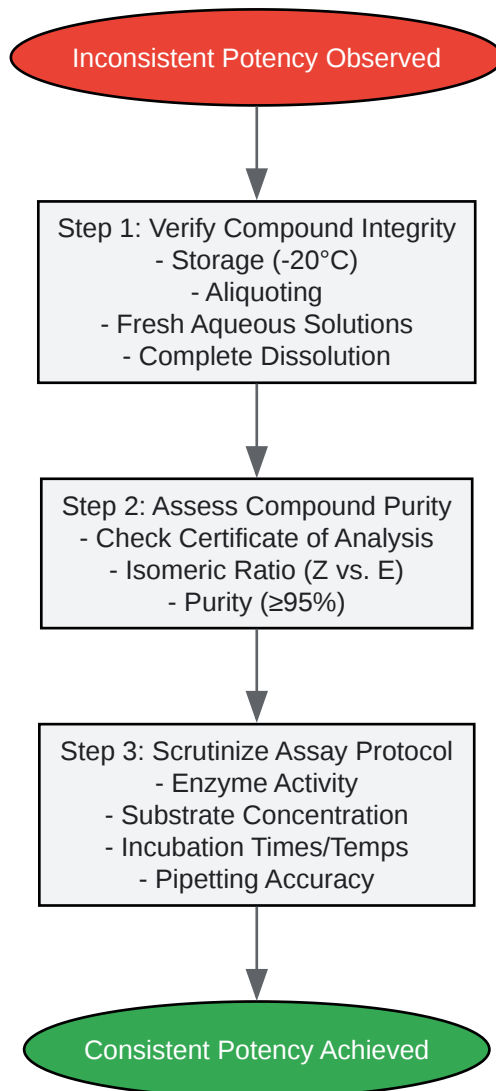 Inconsistent Potency Observed
Step 1: Verify Compound Integrity
- Storage (-20°C)
- Aliquoting
- Fresh Aqueous Solutions
- Complete Dissolution
Step 2: Assess Compound Purity
- Check Certificate of Analysis
- Isomeric Ratio (Z vs. E)
- Purity (≥95%)
Step 3: Scrutinize Assay Protocol
- Enzyme Activity
- Substrate Concentration
- Incubation Times/Temps
- Pipetting Accuracy
Consistent Potency Achieved